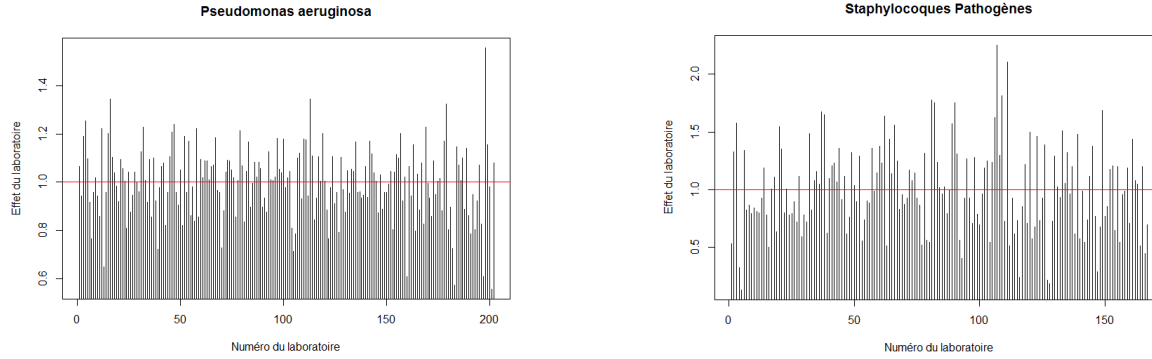 Pseudomonas aeruginosa
Effet du laboratoire
1.4
1.2
1.0
0.8
0.6
0 50 100 150 200
Numéro du laboratoire
Staphylocoques Pathogènes
Effet du laboratoire
2.0
1.5
1.0
0.5
0 50 100 150
Numéro du laboratoire